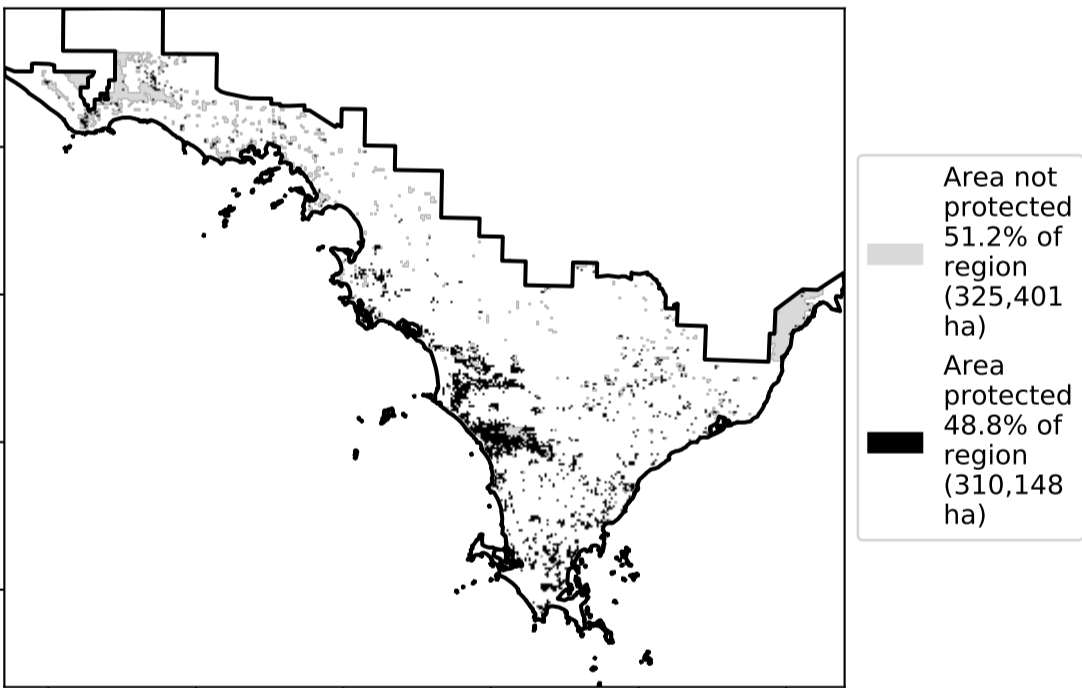 Area not
protected
51.2% of
region
(325,401
ha)
Area
protected
48.8% of
region
(310,148
ha)